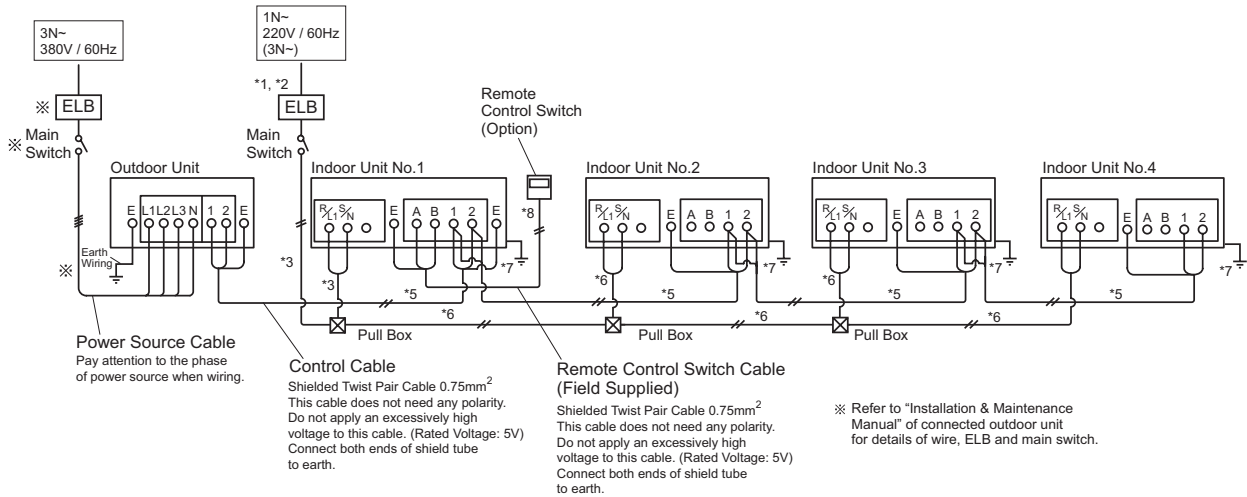 3N~
380V / 60Hz
1N~
220V / 60Hz
(3N~)
*1, *2
※ ELB
ELB
※ Main
Switch
Main
Switch
Remote
Control Switch
(Option)
Outdoor Unit
Indoor Unit No.1
Indoor Unit No.2
Indoor Unit No.3
Indoor Unit No.4
E L1 L2 L3 N 1 2 E
R/L1 S/N E A B 1 2 E
*8
R/L1 S/N E A B 1 2
R/L1 S/N E A B 1 2
R/L1 S/N E A B 1 2
Earth
Wiring
※
*3
*3
*7
*6
*7
*6
*7
*7
*5
*5
*5
*5
*6
*6
*6
Pull Box
Pull Box
Pull Box
Power Source Cable
Pay attention to the phase
of power source when wiring.
Control Cable
Shielded Twist Pair Cable 0.75mm²
This cable does not need any polarity.
Do not apply an excessively high
voltage to this cable. (Rated Voltage: 5V)
Connect both ends of shield tube
to earth.
Remote Control Switch Cable
(Field Supplied)
Shielded Twist Pair Cable 0.75mm²
This cable does not need any polarity.
Do not apply an excessively high
voltage to this cable. (Rated Voltage: 5V)
Connect both ends of shield tube
to earth.
※ Refer to “Installation & Maintenance
Manual” of connected outdoor unit
for details of wire, ELB and main switch.